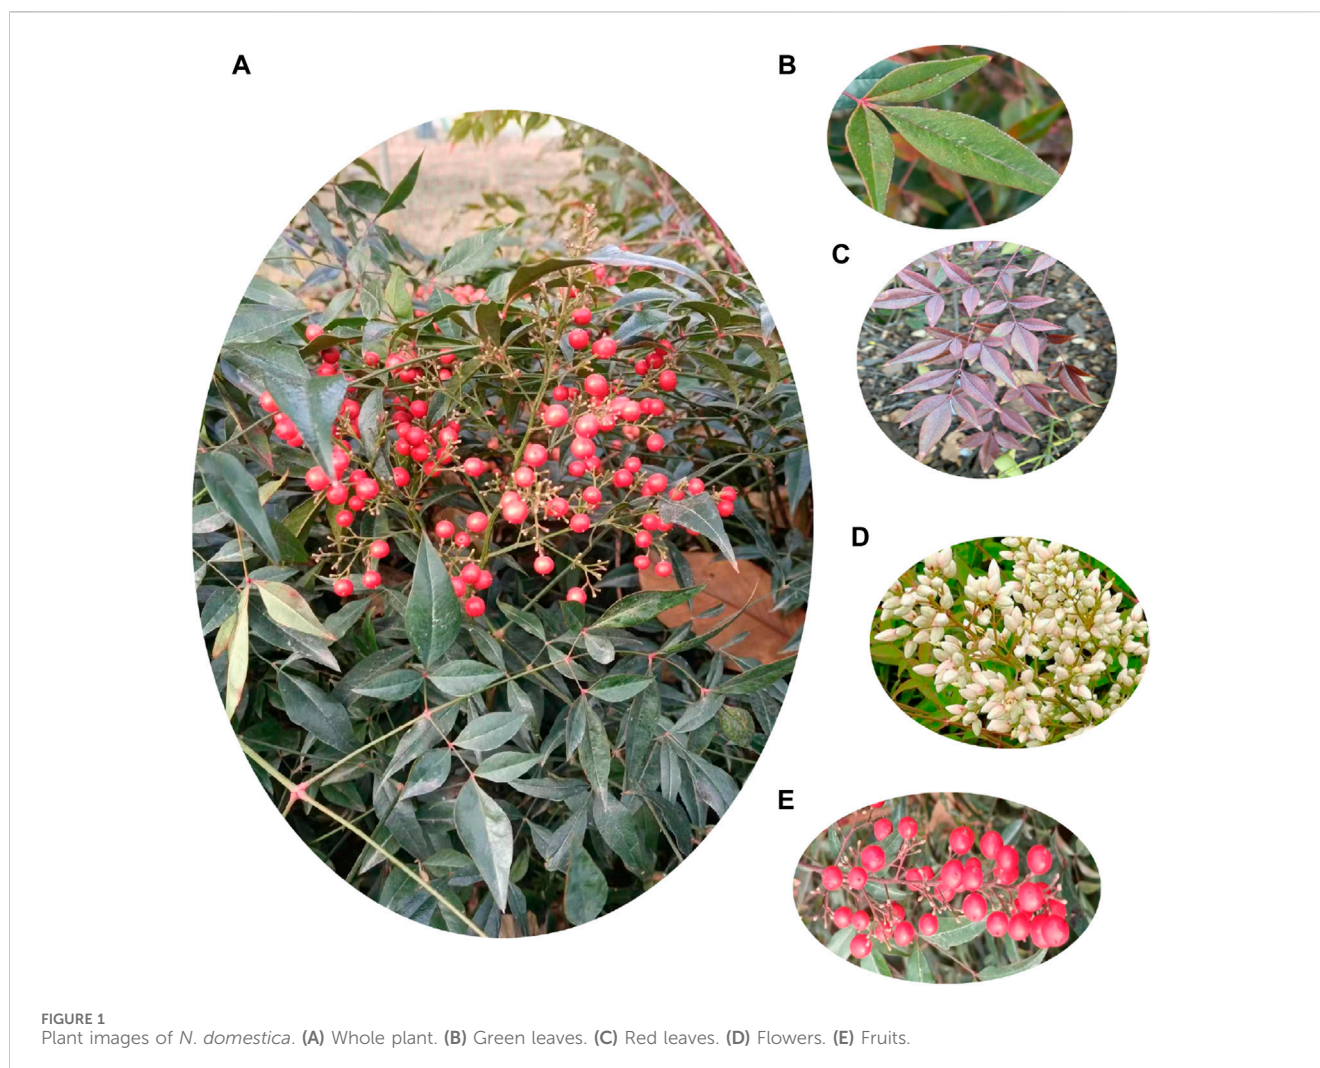 A
B
C
D
E
FIGURE 1
Plant images of N. domestica. (A) Whole plant. (B) Green leaves. (C) Red leaves. (D) Flowers. (E) Fruits.